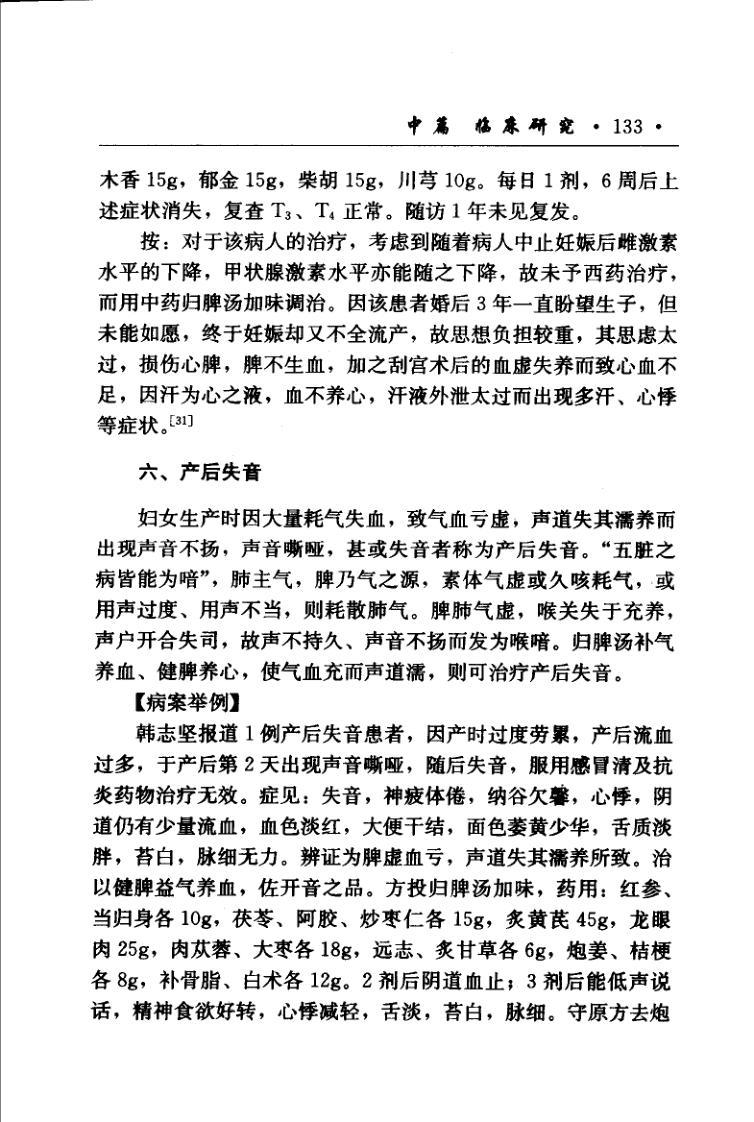 中篇 临床研究 · 133 ·
木香 15g，郁金 15g，柴胡 15g，川芎 10g。每日 1 剂，6 周后上
述症状消失，复查 T₃、T₄ 正常。随访 1 年未见复发。
按：对于该病人的治疗，考虑到随着病人中止妊娠后雌激素
水平的下降，甲状腺激素水平亦能随之下降，故未予西药治疗，
而用中药归脾汤加味调治。因该患者婚后 3 年一直盼望生子，但
未能如愿，终于妊娠却又不全流产，故思想负担较重，其思虑太
过，损伤心脾，脾不生血，加之刮宫术后的血虚失养而致心血不
足，因汗为心之液，血不养心，汗液外泄太过而出现多汗、心悸
等症状。[31]
六、产后失音
妇女生产时因大量耗气失血，致气血亏虚，声道失其濡养而
出现声音不扬，声音嘶哑，甚或失音者称为产后失音。“五脏之
病皆能为喑”，肺主气，脾乃气之源，素体气虚或久咳耗气，或
用声过度、用声不当，则耗散肺气。脾肺气虚，喉关失于充养，
声户开合失司，故声不持久、声音不扬而发为喉喑。归脾汤补气
养血、健脾养心，使气血充而声道濡，则可治疗产后失音。
【病案举例】
韩志坚报道 1 例产后失音患者，因产时过度劳累，产后流血
过多，于产后第 2 天出现声音嘶哑，随后失音，服用感冒清及抗
炎药物治疗无效。症见：失音，神疲体倦，纳谷欠馨，心悸，阴
道仍有少量流血，血色淡红，大便干结，面色萎黄少华，舌质淡
胖，苔白，脉细无力。辨证为脾虚血亏，声道失其濡养所致。治
以健脾益气养血，佐开音之品。方投归脾汤加味，药用：红参、
当归身各 10g，茯苓、阿胶、炒枣仁各 15g，炙黄芪 45g，龙眼
肉 25g，肉苁蓉、大枣各 18g，远志、炙甘草各 6g，炮姜、桔梗
各 8g，补骨脂、白术各 12g。2 剂后阴道血止；3 剂后能低声说
话，精神食欲好转，心悸减轻，舌淡，苔白，脉细。守原方去炮